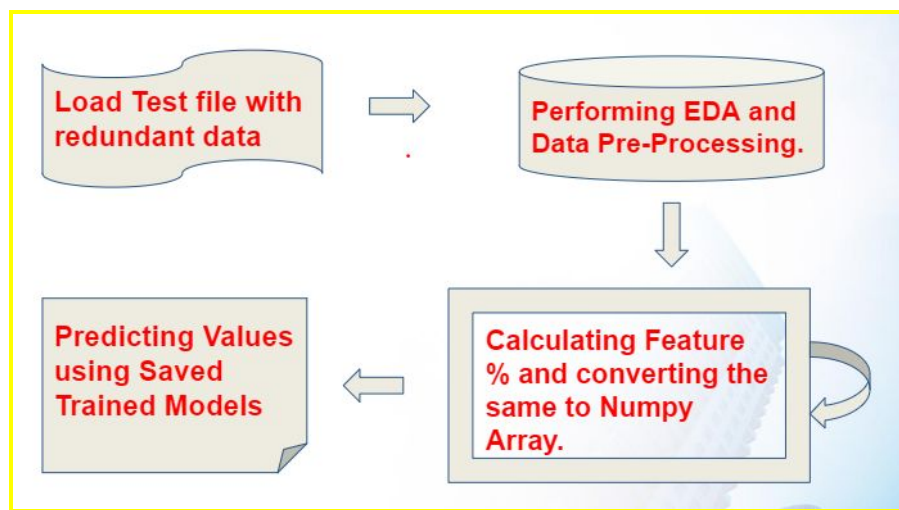 Load Test file with
redundant data
Performing EDA and
Data Pre-Processing.
Calculating Feature
% and converting the
same to Numpy
Array.
Predicting Values
using Saved
Trained Models